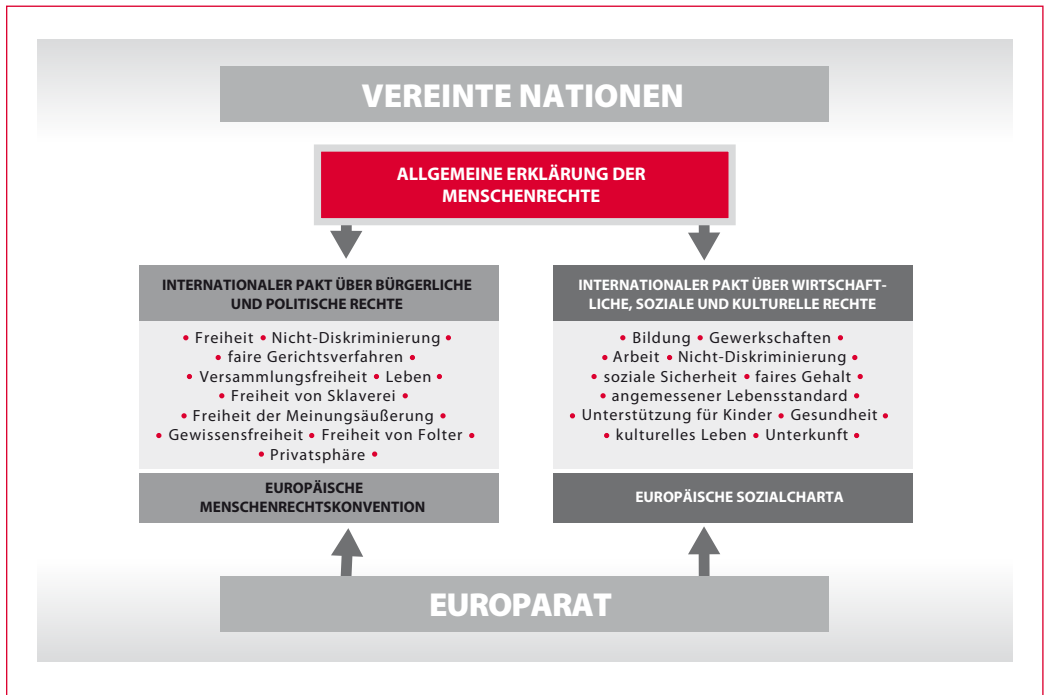 VEREINTE NATIONEN
ALLGEMEINE ERKLÄRUNG DER
MENSCHENRECHTE
INTERNATIONALER PAKT ÜBER BÜRGERLICHE
UND POLITISCHE RECHTE
• Freiheit • Nicht-Diskriminierung •
• faire Gerichtsverfahren •
• Versammlungsfreiheit • Leben •
• Freiheit von Sklaverei •
• Freiheit der Meinungsäußerung •
• Gewissensfreiheit • Freiheit von Folter •
• Privatsphäre •
EUROPÄISCHE
MENSCHENRECHTSKONVENTION
INTERNATIONALER PAKT ÜBER WIRTSCHAFT-
LICHE, SOZIALE UND KULTURELLE RECHTE
• Bildung • Gewerkschaften •
• Arbeit • Nicht-Diskriminierung •
• soziale Sicherheit • faires Gehalt •
• angemessener Lebensstandard •
• Unterstützung für Kinder • Gesundheit •
• kulturelles Leben • Unterkunft •
EUROPÄISCHE SOZIALCHARTA
EUROPARAT